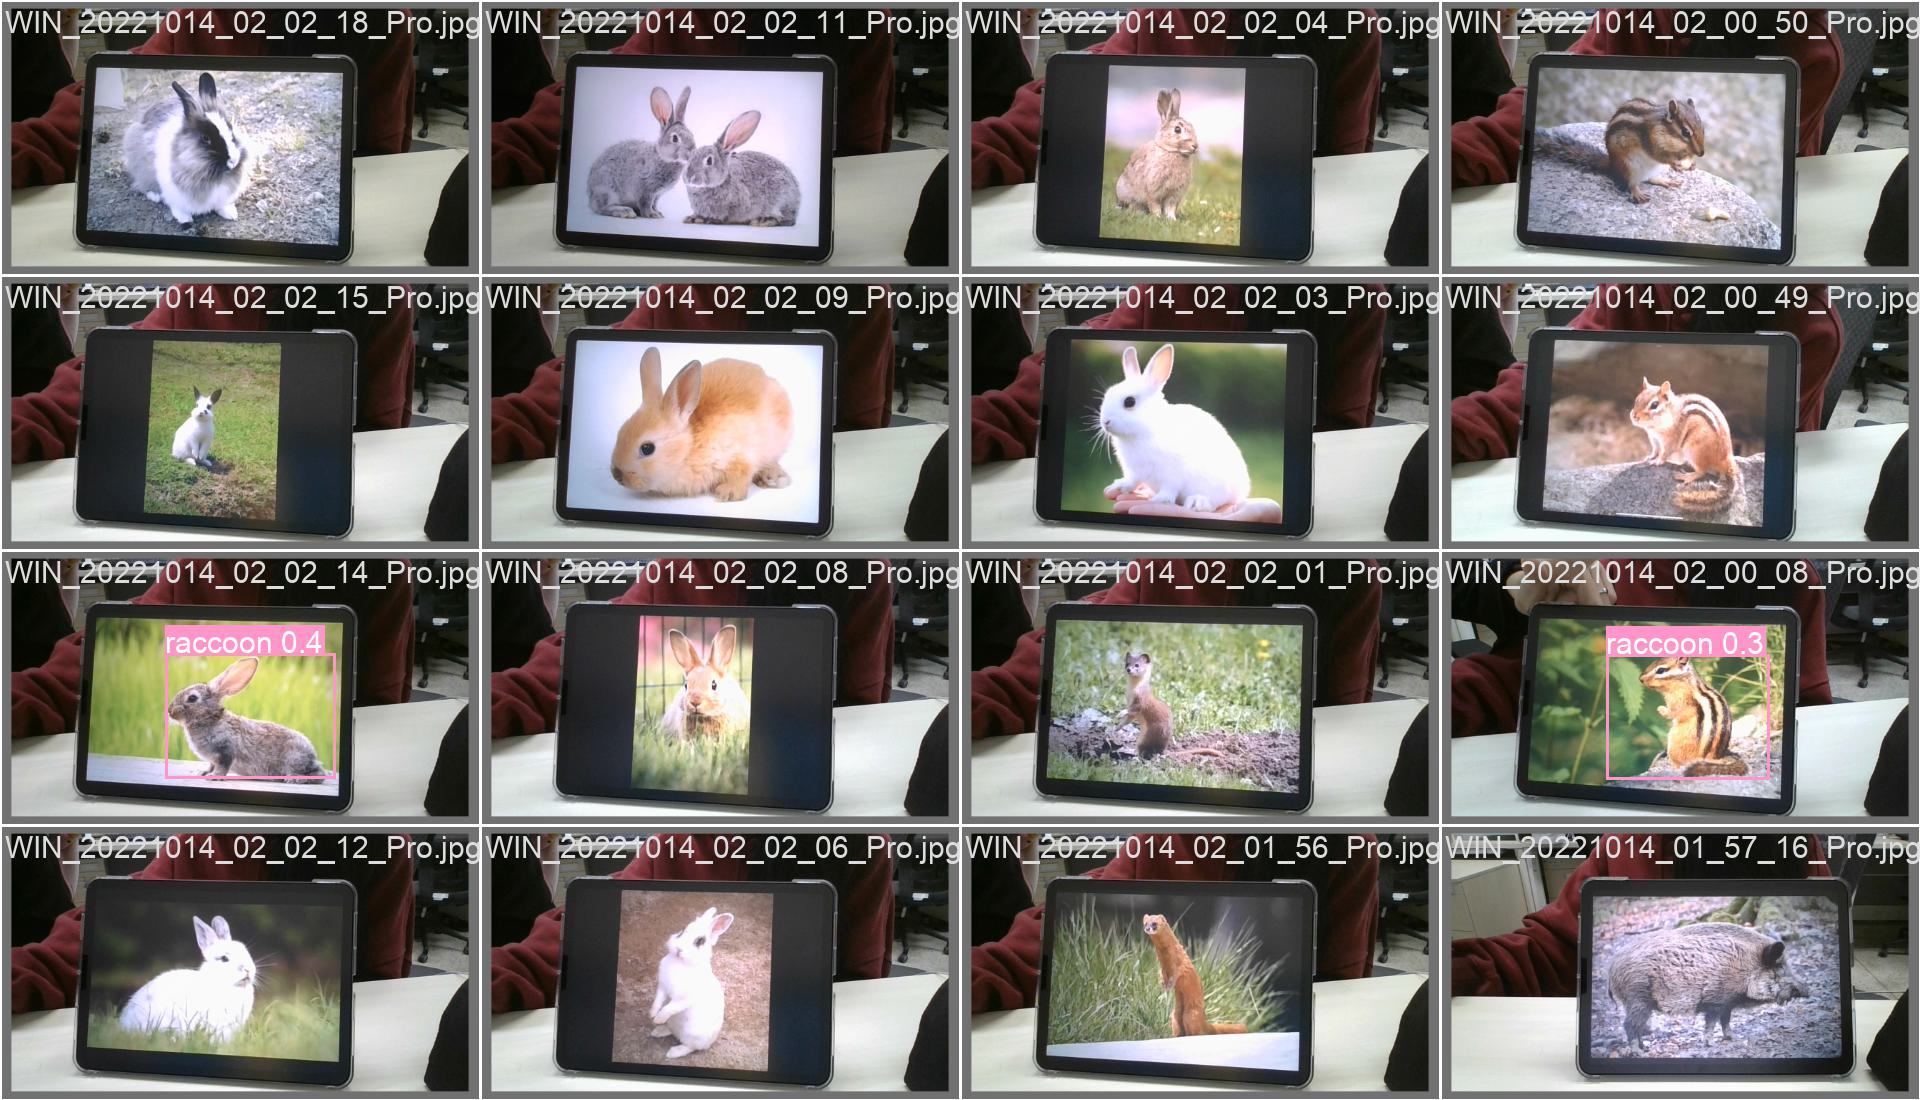 WIN_20221014_02_02_18_Pro.jpg
WIN_20221014_02_02_11_Pro.jpg
WIN_20221014_02_02_04_Pro.jpg
WIN_20221014_02_00_50_Pro.jpg
WIN_20221014_02_02_15_Pro.jpg
WIN_20221014_02_02_09_Pro.jpg
WIN_20221014_02_02_03_Pro.jpg
WIN_20221014_02_00_49_Pro.jpg
WIN_20221014_02_02_14_Pro.jpg
WIN_20221014_02_02_08_Pro.jpg
WIN_20221014_02_02_01_Pro.jpg
WIN_20221014_02_00_08_Pro.jpg
raccoon 0.4
raccoon 0.3
WIN_20221014_02_02_12_Pro.jpg
WIN_20221014_02_02_06_Pro.jpg
WIN_20221014_02_01_56_Pro.jpg
WIN_20221014_01_57_16_Pro.jpg